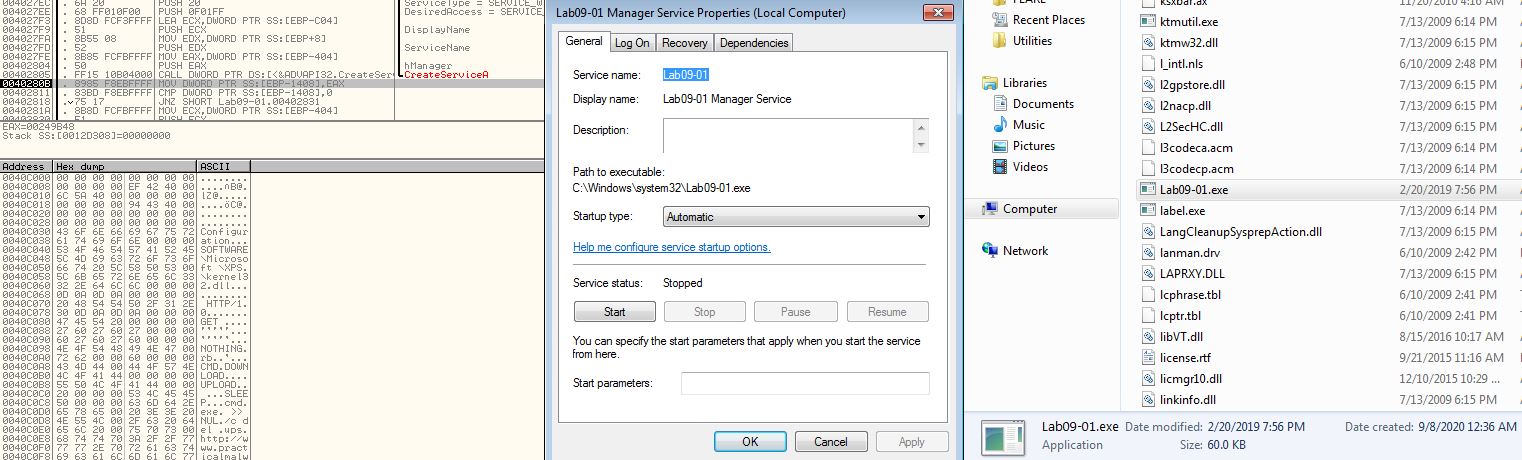 004027EC . 6A 20 PUSH 20 ServiceType = SERVICE_W
. 68 FF010F00 PUSH 0F01FF DesiredAccess = SERVICE_
004027F3 . 8D8D FCF3FFFF LEA ECX,DWORD PTR SS:[EBP-C04]
004027F9 . 51 PUSH ECX DisplayName
004027FA . 8B55 08 MOV EDX,DWORD PTR SS:[EBP+8]
004027FD . 52 PUSH EDX ServiceName
004027FE . 8B85 FCFBFFFF MOV EAX,DWORD PTR SS:[EBP-404]
00402804 . 50 PUSH EAX hManager
00402805 . FF15 10B04000 CALL DWORD PTR DS:[<&ADVAPI32.CreateServ CreateServiceA
0040280B . 8985 F8EBFFFF MOV DWORD PTR SS:[EBP-1408],EAX
00402811 . 83BD F8EBFFFF CMP DWORD PTR SS:[EBP-1408],0
00402818 .v75 17 JNZ SHORT Lab09-01.00402831
0040281A . 8B8D FCFBFFFF MOV ECX,DWORD PTR SS:[EBP-404]
EAX=00249B48
Stack SS:[0012D308]=00000000
Address Hex dump ASCII
0040C000 00 00 00 00 00 00 00 00 ........
0040C008 00 00 00 00 EF 42 40 00 ....∩B@.
0040C010 6C 5A 40 00 00 00 00 00 lZ@.....
0040C018 00 00 00 00 94 43 40 00 ....öC@.
0040C020 00 00 00 00 00 00 00 00 ........
0040C028 00 00 00 00 00 00 00 00 ........
0040C030 43 6F 6E 66 69 67 75 72 Configur
0040C038 61 74 69 6F 6E 00 00 00 ation...
0040C040 53 4F 46 54 57 41 52 45 SOFTWARE
0040C048 5C 4D 69 63 72 6F 73 6F \Microso
0040C050 66 74 20 5C 58 50 53 00 ft \XPS.
0040C058 5C 6B 65 72 6E 65 6C 33 \kernel3
0040C060 32 2E 64 6C 6C 00 00 00 2.dll...
0040C068 0D 0A 0D 0A 00 00 00 00 ........
0040C070 20 48 54 54 50 2F 31 2E HTTP/1.
0040C078 30 0D 0A 0D 0A 00 00 00 0.......
0040C080 47 45 54 20 00 00 00 00 GET ....
0040C088 27 60 27 60 27 00 00 00 '`'`'...
0040C090 60 27 60 27 60 00 00 00 `'`'`...
0040C098 4E 4F 54 48 49 4E 47 00 NOTHING.
0040C0A0 72 62 00 00 60 00 00 00 rb..`...
0040C0A8 43 4D 44 00 44 4F 57 4E CMD.DOWN
0040C0B0 4C 4F 41 44 00 00 00 00 LOAD....
0040C0B8 55 50 4C 4F 41 44 00 00 UPLOAD..
0040C0C0 20 00 00 00 53 4C 45 45 ...SLEE
0040C0C8 50 00 00 00 63 6D 64 2E P...cmd.
0040C0D0 65 78 65 00 20 3E 3E 20 exe. >>
0040C0D8 4E 55 4C 00 2F 63 20 64 NUL./c d
0040C0E0 65 6C 20 00 75 70 73 00 el .ups.
0040C0E8 68 74 74 70 3A 2F 2F 77 http://w
0040C0F0 77 77 2E 70 72 61 63 74 ww.pract
0040C0F8 69 63 61 6C 6D 61 6C 77 icalmalw
Lab09-01 Manager Service Properties (Local Computer)
General Log On Recovery Dependencies
Service name: Lab09-01
Display name: Lab09-01 Manager Service
Description:
Path to executable:
C:\Windows\system32\Lab09-01.exe
Startup type: Automatic
Help me configure service startup options.
Service status: Stopped
Start Stop Pause Resume
You can specify the start parameters that apply when you start the service
from here.
Start parameters:
OK Cancel Apply
Recent Places
Utilities
Libraries
Documents
Music
Pictures
Videos
Computer
Network
ksxbar.ax 11/20/2010 4:16 AM
ktmutil.exe 7/13/2009 6:14 PM
ktmw32.dll 7/13/2009 6:15 PM
l_intl.nls 6/10/2009 2:48 PM
l2gpstore.dll 7/13/2009 6:15 PM
l2nacp.dll 7/13/2009 6:15 PM
L2SecHC.dll 7/13/2009 6:15 PM
l3codeca.acm 7/13/2009 6:14 PM
l3codecp.acm 7/13/2009 6:14 PM
Lab09-01.exe 2/20/2019 7:56 PM
label.exe 7/13/2009 6:14 PM
LangCleanupSysprepAction.dll 7/13/2009 6:15 PM
lanman.drv 6/10/2009 2:42 PM
LAPRXY.DLL 7/13/2009 6:15 PM
lcphrase.tbl 6/10/2009 2:41 PM
lcptr.tbl 6/10/2009 2:41 PM
libVT.dll 8/15/2016 10:17 AM
license.rtf 9/21/2015 11:16 AM
licmgr10.dll 12/10/2015 10:29 ...
linkinfo.dll 7/13/2009 6:15 PM
Lab09-01.exe Date modified: 2/20/2019 7:56 PM Date created: 9/8/2020 12:36 AM
Application Size: 60.0 KB